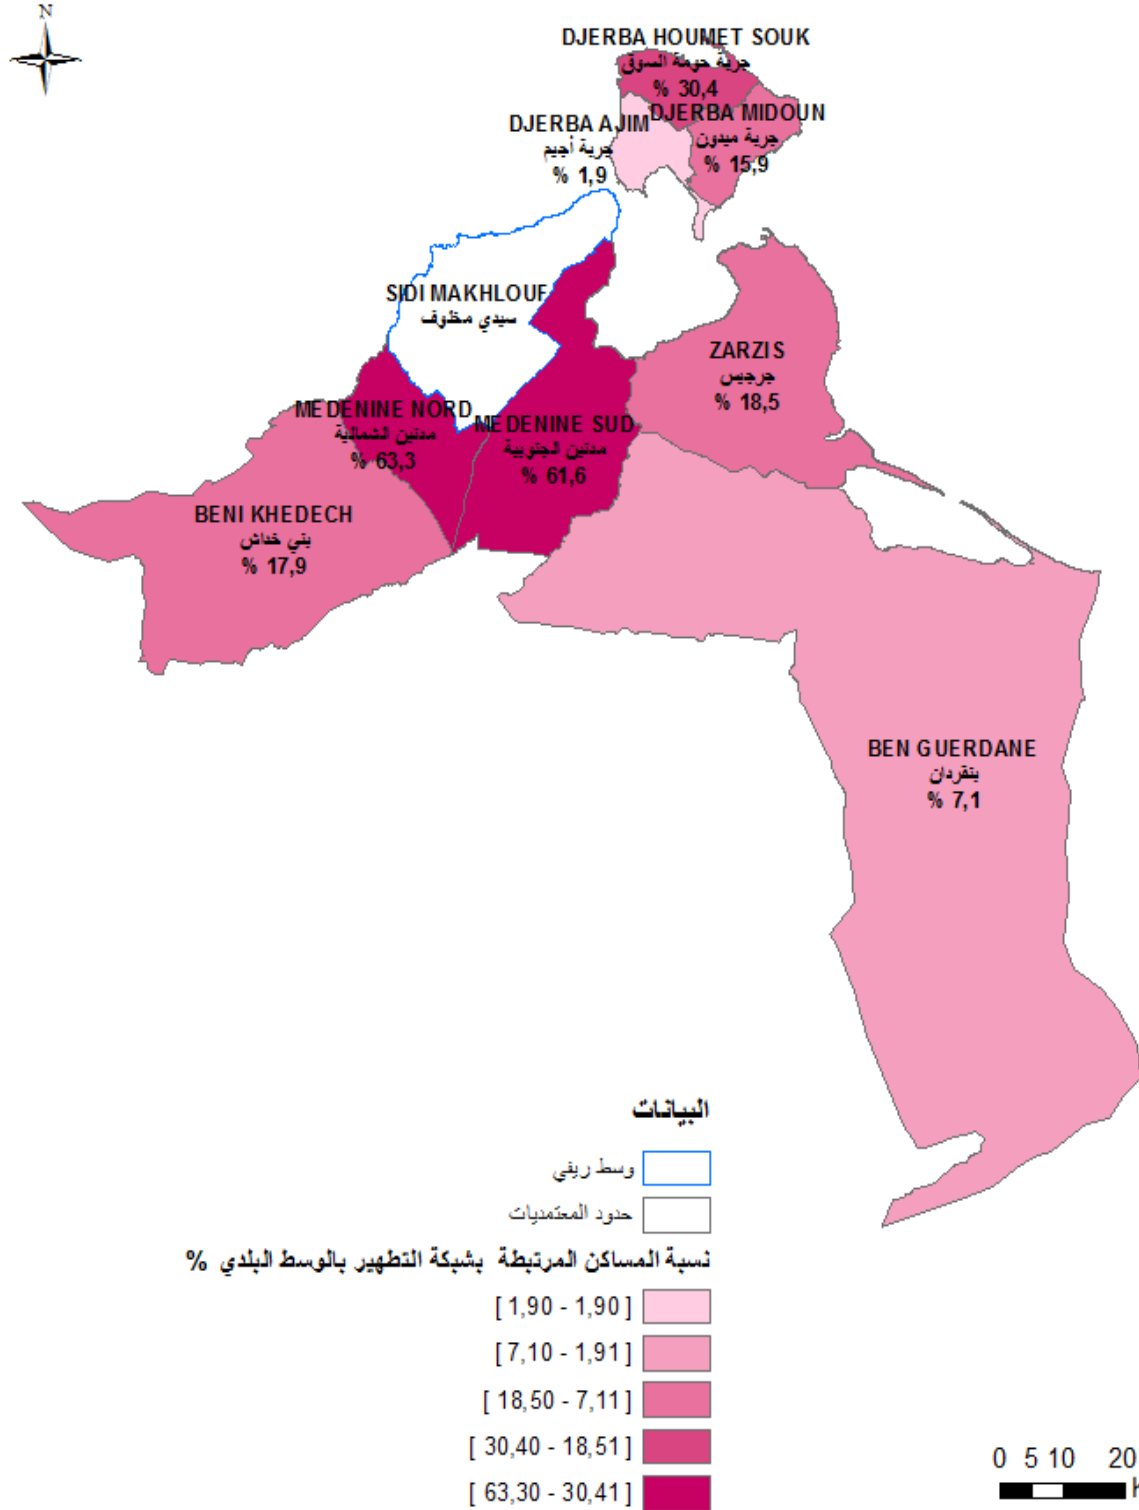 N
DJERBA HOUMET SOUK
جربة حومة السوق
% 30,4
DJERBA MIDOUN
جربة ميدون
% 15,9
DJERBA AJIM
جربة أجيم
% 1,9
SIDI MAKHLOUF
سيدي مخلوف
ZARZIS
جرجيس
% 18,5
MEDENINE NORD
مدنين الشمالية
% 63,3
MEDENINE SUD
مدنين الجنوبية
% 61,6
BENI KHEDECH
بني خداش
% 17,9
BEN GUERDANE
بنقردان
% 7,1
البيانات
وسط ريفي
حدود المعتمديات
نسبة المساكن المرتبطة بشبكة التطهير بالوسط البلدي %
[ 1,90 - 1,90 ]
[ 7,10 - 1,91 ]
[ 18,50 - 7,11 ]
[ 30,40 - 18,51 ]
[ 63,30 - 30,41 ]
0 5 10 20